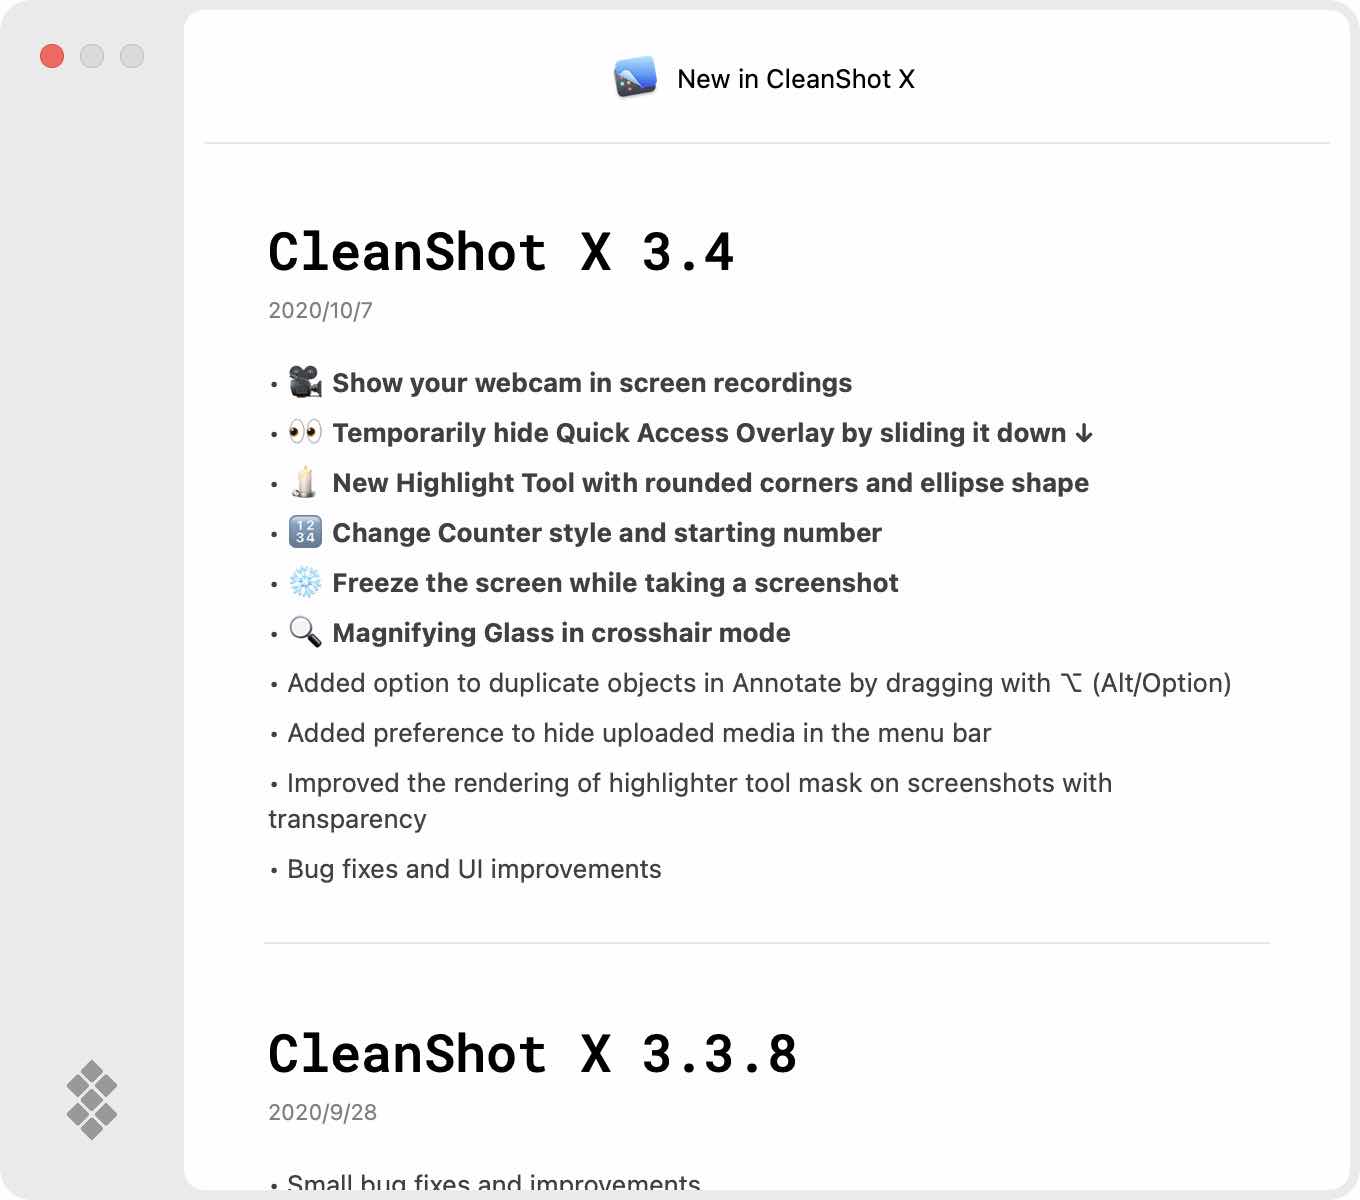 New in CleanShot X
CleanShot X 3.4
2020/10/7
• 🎥 Show your webcam in screen recordings
• 👀 Temporarily hide Quick Access Overlay by sliding it down ↓
• 🕯 New Highlight Tool with rounded corners and ellipse shape
• 🔢 Change Counter style and starting number
• ❄️ Freeze the screen while taking a screenshot
• 🔍 Magnifying Glass in crosshair mode
• Added option to duplicate objects in Annotate by dragging with ⌥ (Alt/Option)
• Added preference to hide uploaded media in the menu bar
• Improved the rendering of highlighter tool mask on screenshots with
transparency
• Bug fixes and UI improvements
CleanShot X 3.3.8
2020/9/28
• Small bug fixes and improvements